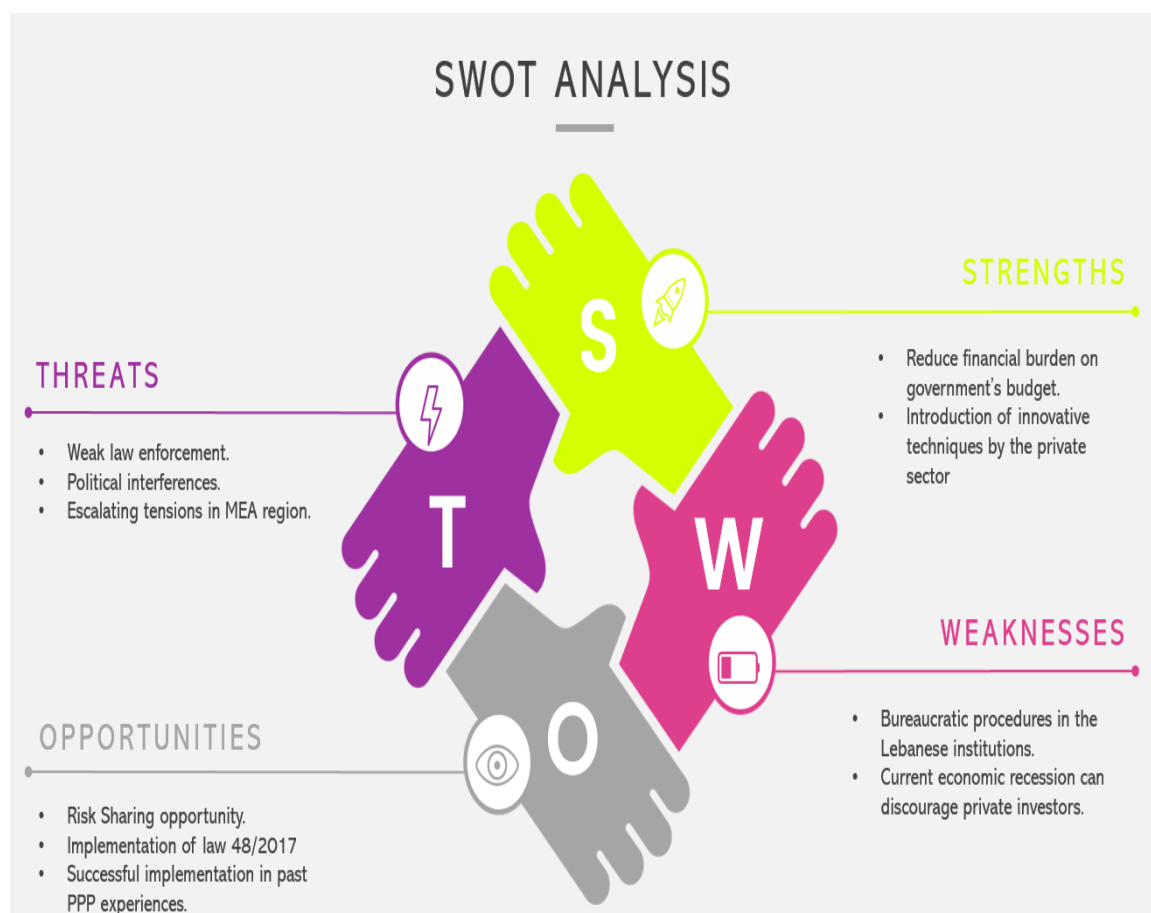 SWOT ANALYSIS
S
W
O
T
STRENGTHS
• Reduce financial burden on
government's budget.
• Introduction of innovative
techniques by the private
sector
THREATS
• Weak law enforcement.
• Political interferences.
• Escalating tensions in MEA region.
WEAKNESSES
• Bureaucratic procedures in the
Lebanese institutions.
• Current economic recession can
discourage private investors.
OPPORTUNITIES
• Risk Sharing opportunity.
• Implementation of law 48/2017
• Successful implementation in past
PPP experiences.